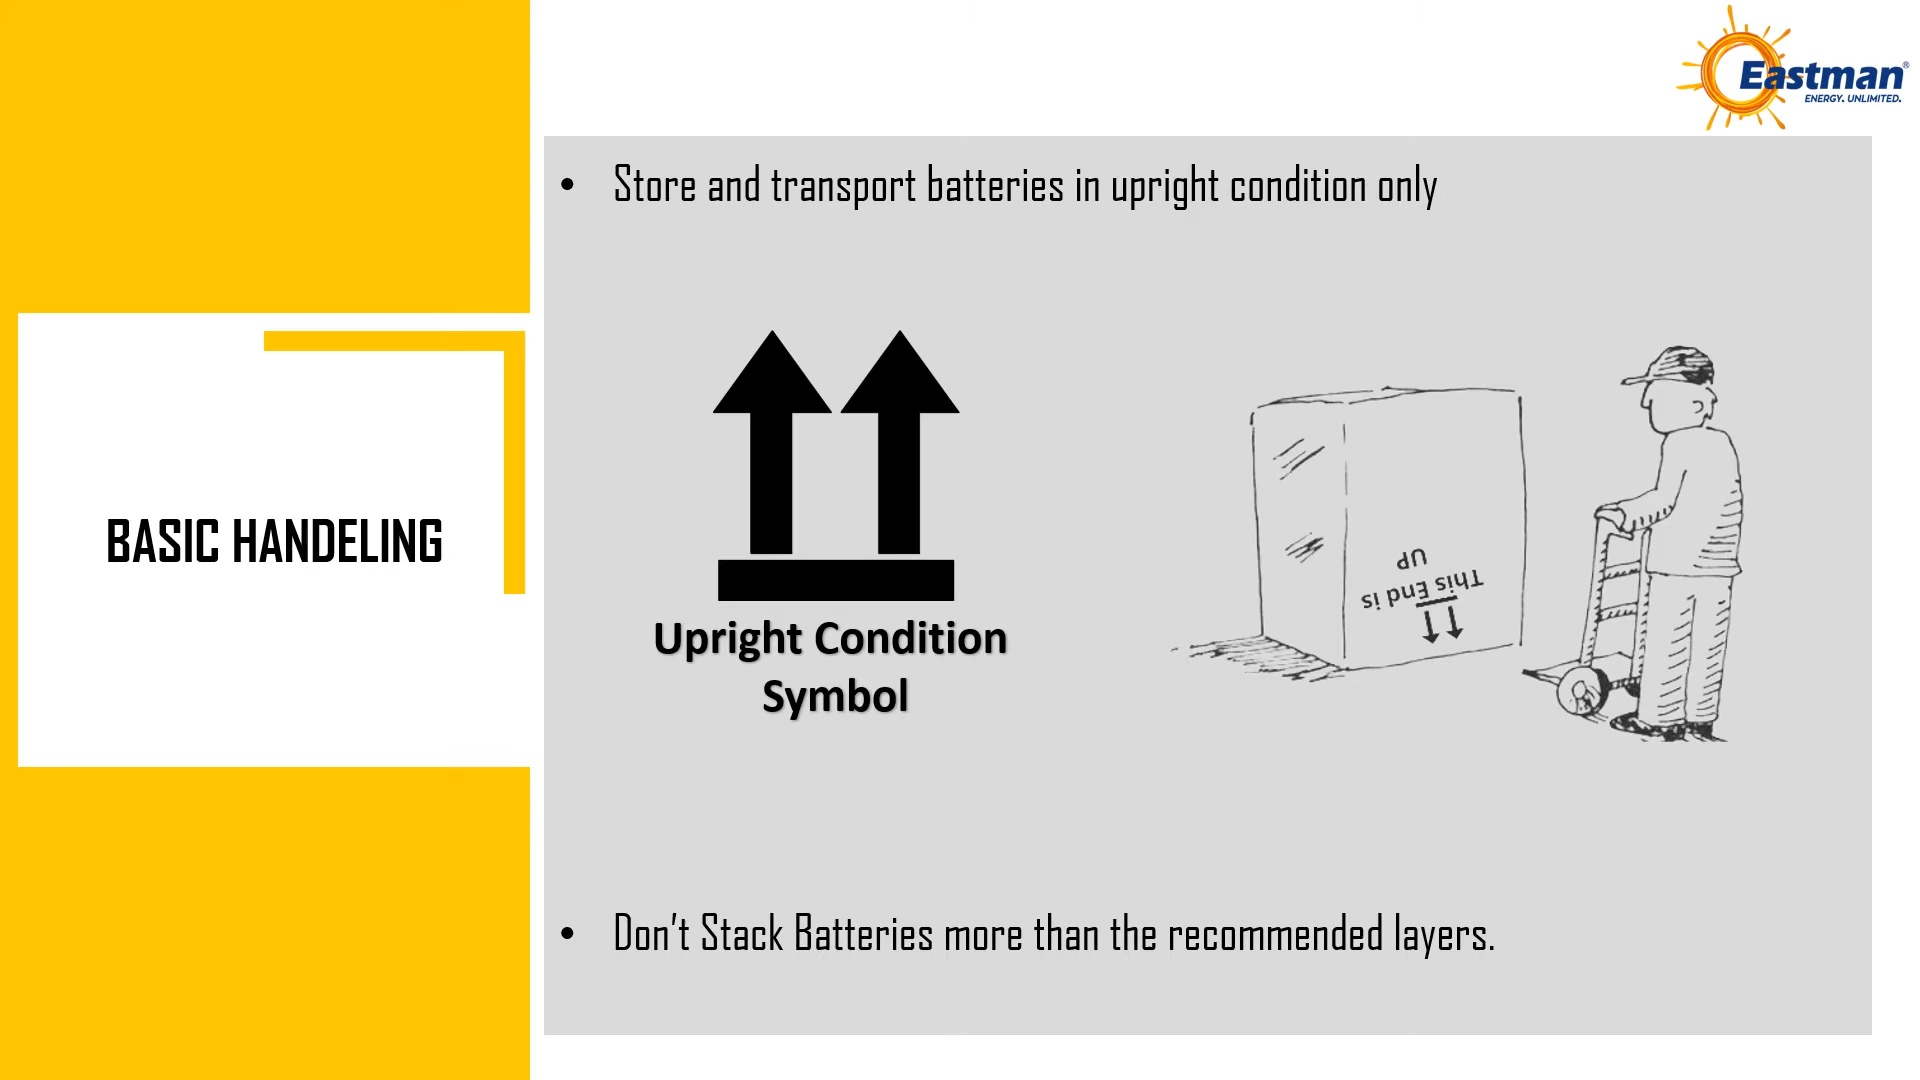 Eastman®
ENERGY. UNLIMITED.
• Store and transport batteries in upright condition only
BASIC HANDELING
Upright Condition
Symbol
This End is
UP
• Don't Stack Batteries more than the recommended layers.